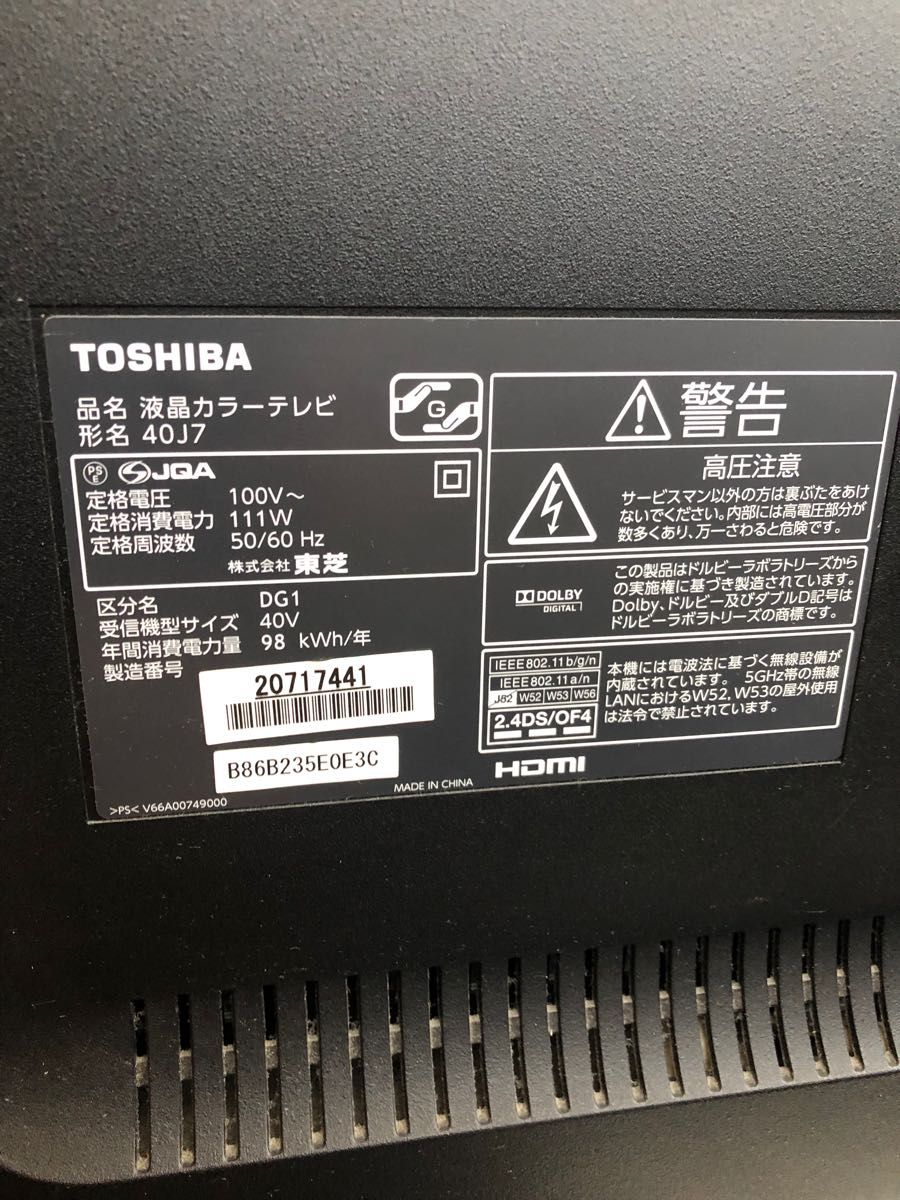 TOSHIBA
品名 液晶カラーテレビ
形名 40J7
G
PS
E
JQA
定格電圧 100V～
定格消費電力 111W
定格周波数 50/60 Hz
株式会社 東芝
区分名 DG1
受信機型サイズ 40V
年間消費電力量 98 kWh/年
製造番号
20717441
B86B235E0E3C
>PS< V66A00749000
MADE IN CHINA
警告
高圧注意
サービスマン以外の方は裏ぶたをあけ
ないでください。内部には高電圧部分が
数多くあり、万一さわると危険です。
DOLBY
DIGITAL
この製品はドルビーラボラトリーズから
の実施権に基づき製造されています。
Dolby、ドルビー及びダブルD記号は
ドルビーラボラトリーズの商標です。
IEEE802.11b/g/n
IEEE802.11a/n
J52 W52 W53 W56
2.4DS/OF4
本機には電波法に基づく無線設備が
内蔵されています。 5GHz帯の無線
LANにおけるW52、W53の屋外使用
は法令で禁止されています。
HDMI